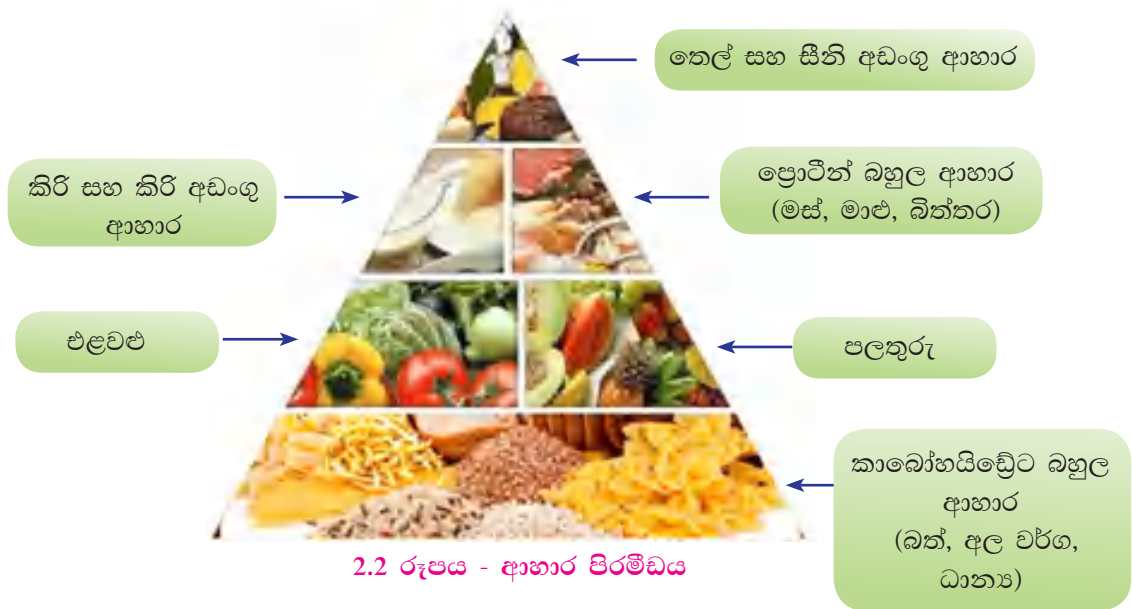 තෙල් සහ සීනි අඩංගු ආහාර
කිරි සහ කිරි අඩංගු
ආහාර
ප්‍රොටීන් බහුල ආහාර
(මස්, මාළු, බිත්තර)
එළවළු
පලතුරු
කාබෝහයිඩ්‍රේට බහුල
ආහාර
(බත්, අල වර්ග,
ධාන්‍ය)
2.2 රූපය - ආහාර පිරමීඩය